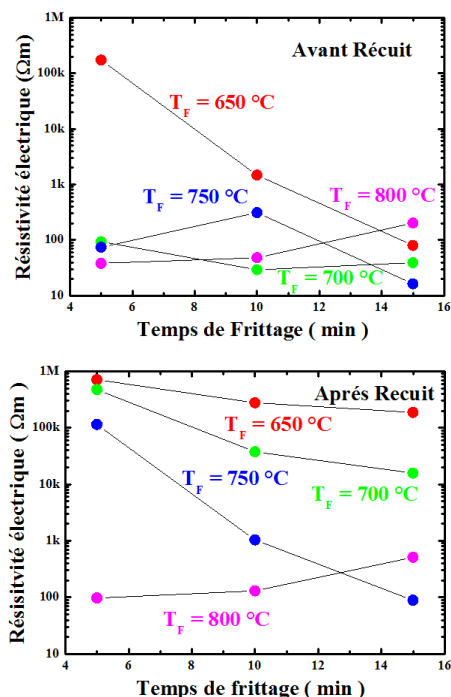 Avant Récuit
Résistivité électrique (Ωm)
1M
100k
10k
1k
100
10
T_F = 650 °C
T_F = 750 °C
T_F = 800 °C
T_F = 700 °C
4 6 8 10 12 14 16
Temps de Frittage ( min )
Aprés Recuit
Résisitvité électrique ( Ωm)
1M
100k
10k
1k
100
10
T_F = 650 °C
T_F = 750 °C
T_F = 700 °C
T_F = 800 °C
4 6 8 10 12 14 16
Temps de frittage ( min )